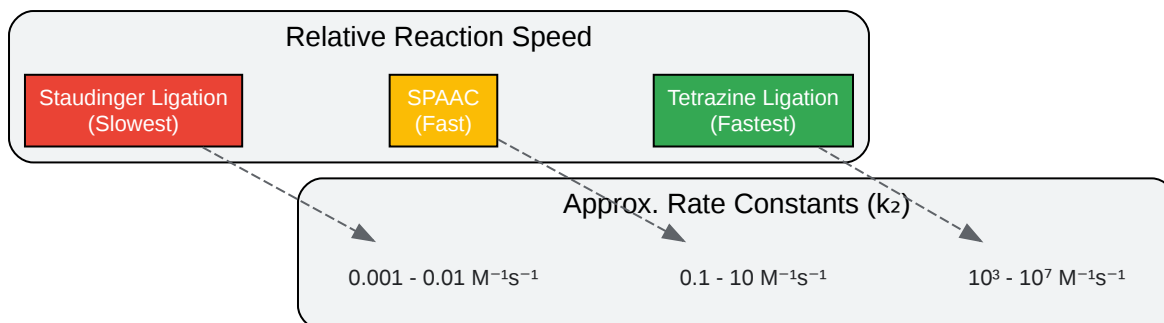 Relative Reaction Speed
Staudinger Ligation
(Slowest)
SPAAC
(Fast)
Tetrazine Ligation
(Fastest)
Approx. Rate Constants (k₂)
0.001 - 0.01 M⁻¹s⁻¹
0.1 - 10 M⁻¹s⁻¹
10³ - 10⁷ M⁻¹s⁻¹